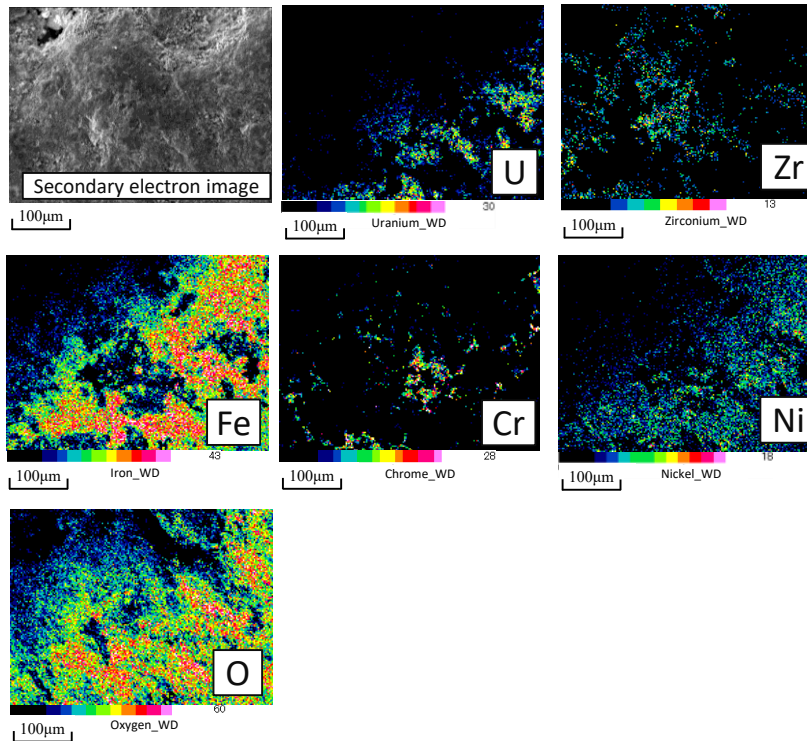 Secondary electron image
100μm
U
30
Uranium_WD
100μm
Zr
13
Zirconium_WD
100μm
Fe
43
Iron_WD
100μm
Cr
28
Chrome_WD
100μm
Ni
18
Nickel_WD
100μm
O
60
Oxygen_WD
100μm